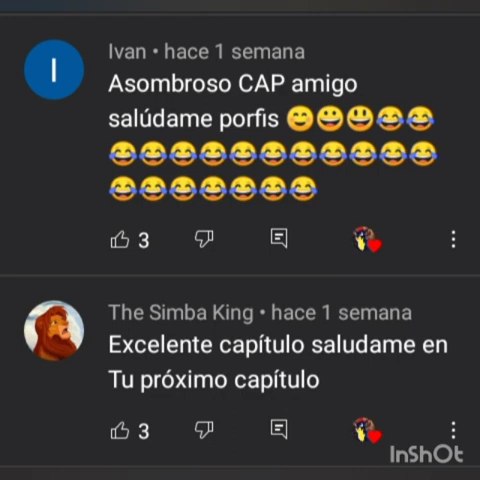 I
Ivan • hace 1 semana
Asombroso CAP amigo
salúdame porfis 😊😀😃😂😂
😂😂😂😂😂😂😂😂😂😂😂
😂😂😂😂😂😂😂
3
The Simba King • hace 1 semana
Excelente capítulo saludame en
Tu próximo capítulo
3
InShOt